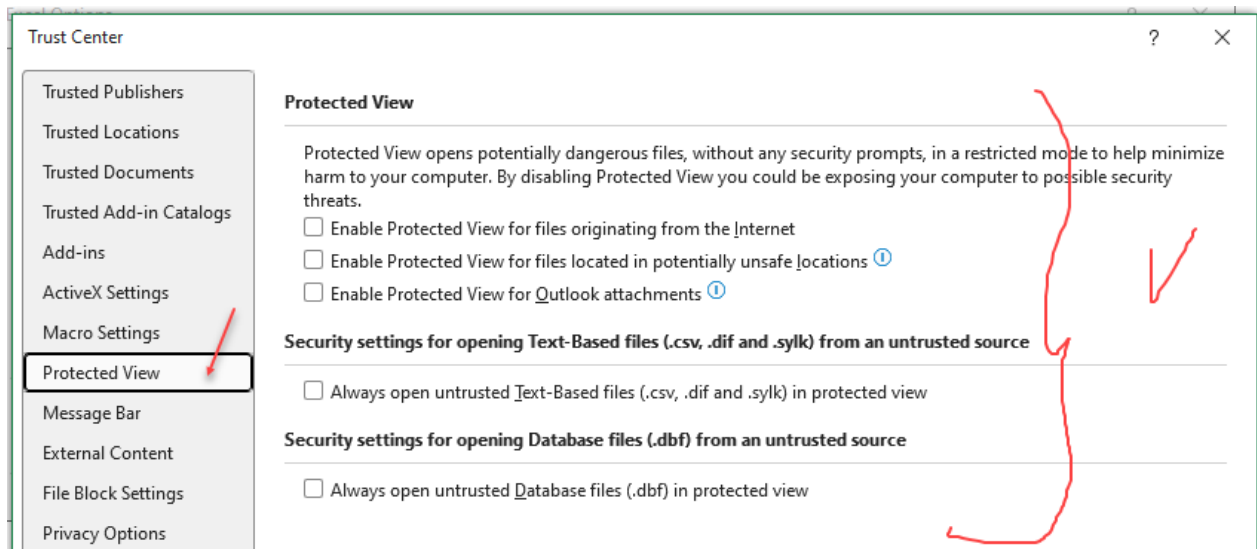 Excel Options
Trust Center
?
Trusted Publishers
Trusted Locations
Trusted Documents
Trusted Add-in Catalogs
Add-ins
ActiveX Settings
Macro Settings
Protected View
Message Bar
External Content
File Block Settings
Privacy Options
Protected View
Protected View opens potentially dangerous files, without any security prompts, in a restricted mode to help minimize
harm to your computer. By disabling Protected View you could be exposing your computer to possible security
threats.
Enable Protected View for files originating from the Internet
Enable Protected View for files located in potentially unsafe locations
Enable Protected View for Outlook attachments
Security settings for opening Text-Based files (.csv, .dif and .sylk) from an untrusted source
Always open untrusted Text-Based files (.csv, .dif and .sylk) in protected view
Security settings for opening Database files (.dbf) from an untrusted source
Always open untrusted Database files (.dbf) in protected view